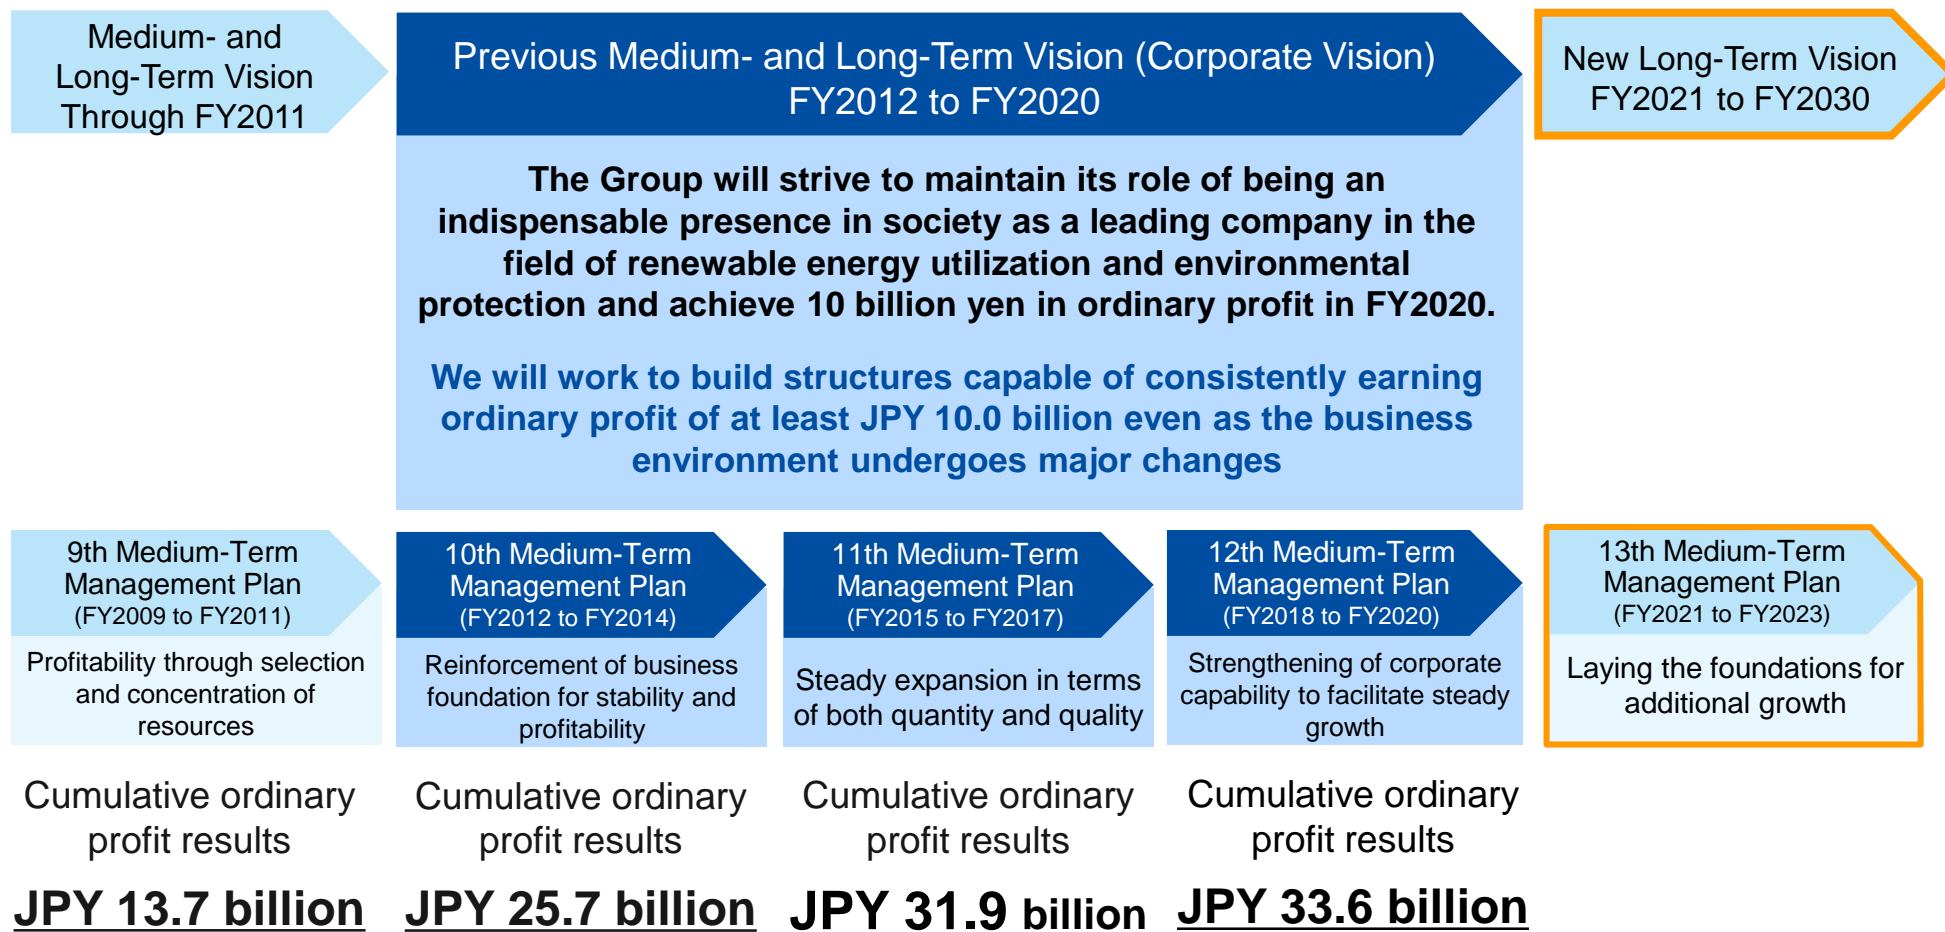 Medium- and
Long-Term Vision
Through FY2011
Previous Medium- and Long-Term Vision (Corporate Vision)
FY2012 to FY2020
New Long-Term Vision
FY2021 to FY2030
The Group will strive to maintain its role of being an
indispensable presence in society as a leading company in the
field of renewable energy utilization and environmental
protection and achieve 10 billion yen in ordinary profit in FY2020.
We will work to build structures capable of consistently earning
ordinary profit of at least JPY 10.0 billion even as the business
environment undergoes major changes
9th Medium-Term
Management Plan
(FY2009 to FY2011)
Profitability through selection
and concentration of
resources
Cumulative ordinary
profit results
JPY 13.7 billion
10th Medium-Term
Management Plan
(FY2012 to FY2014)
Reinforcement of business
foundation for stability and
profitability
Cumulative ordinary
profit results
JPY 25.7 billion
11th Medium-Term
Management Plan
(FY2015 to FY2017)
Steady expansion in terms
of both quantity and quality
Cumulative ordinary
profit results
JPY 31.9 billion
12th Medium-Term
Management Plan
(FY2018 to FY2020)
Strengthening of corporate
capability to facilitate steady
growth
Cumulative ordinary
profit results
JPY 33.6 billion
13th Medium-Term
Management Plan
(FY2021 to FY2023)
Laying the foundations for
additional growth